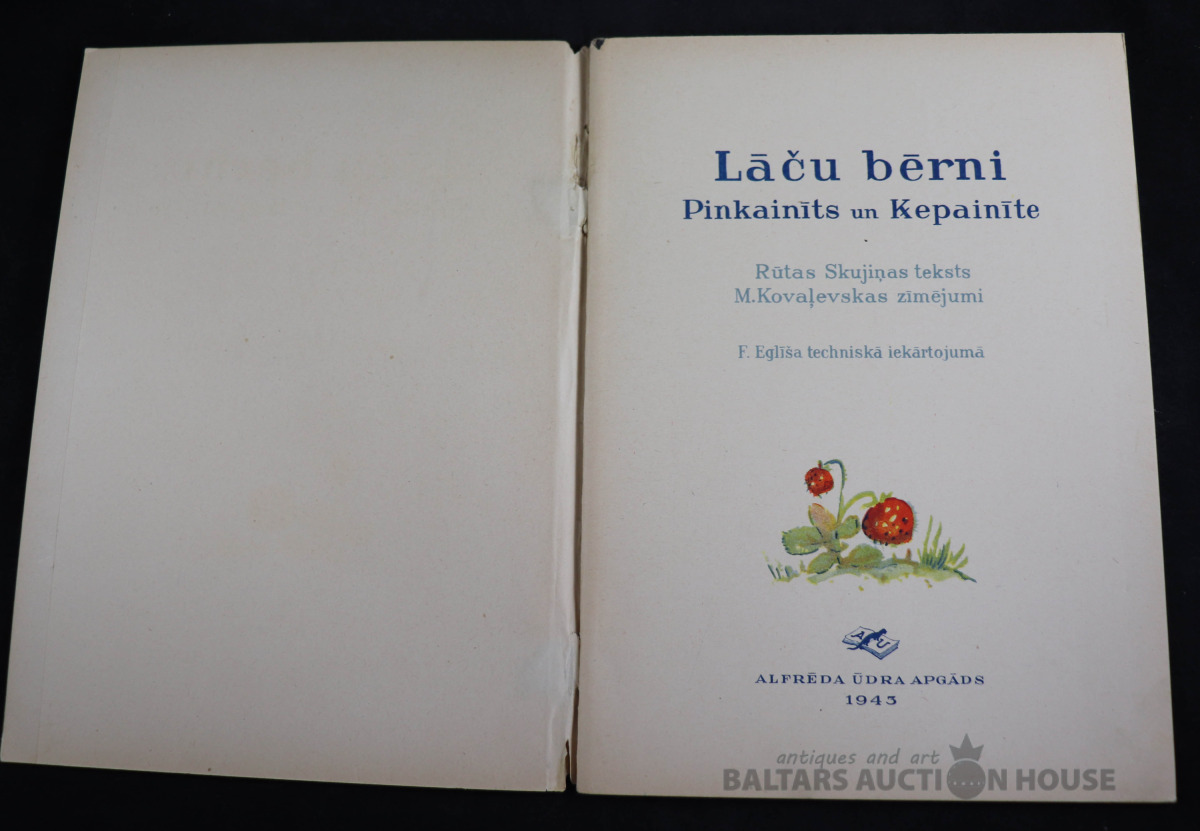 Lāču bērni
Pinkainīts un Ķepainīte
Rūtas Skujiņas teksts
M.Kovaļevskas zīmējumi
F. Eglīša techniskā iekārtojumā
A U
ALFRĒDA ŪDRA APGĀDS
1943
antiques and art
BALTARS AUCTION HOUSE